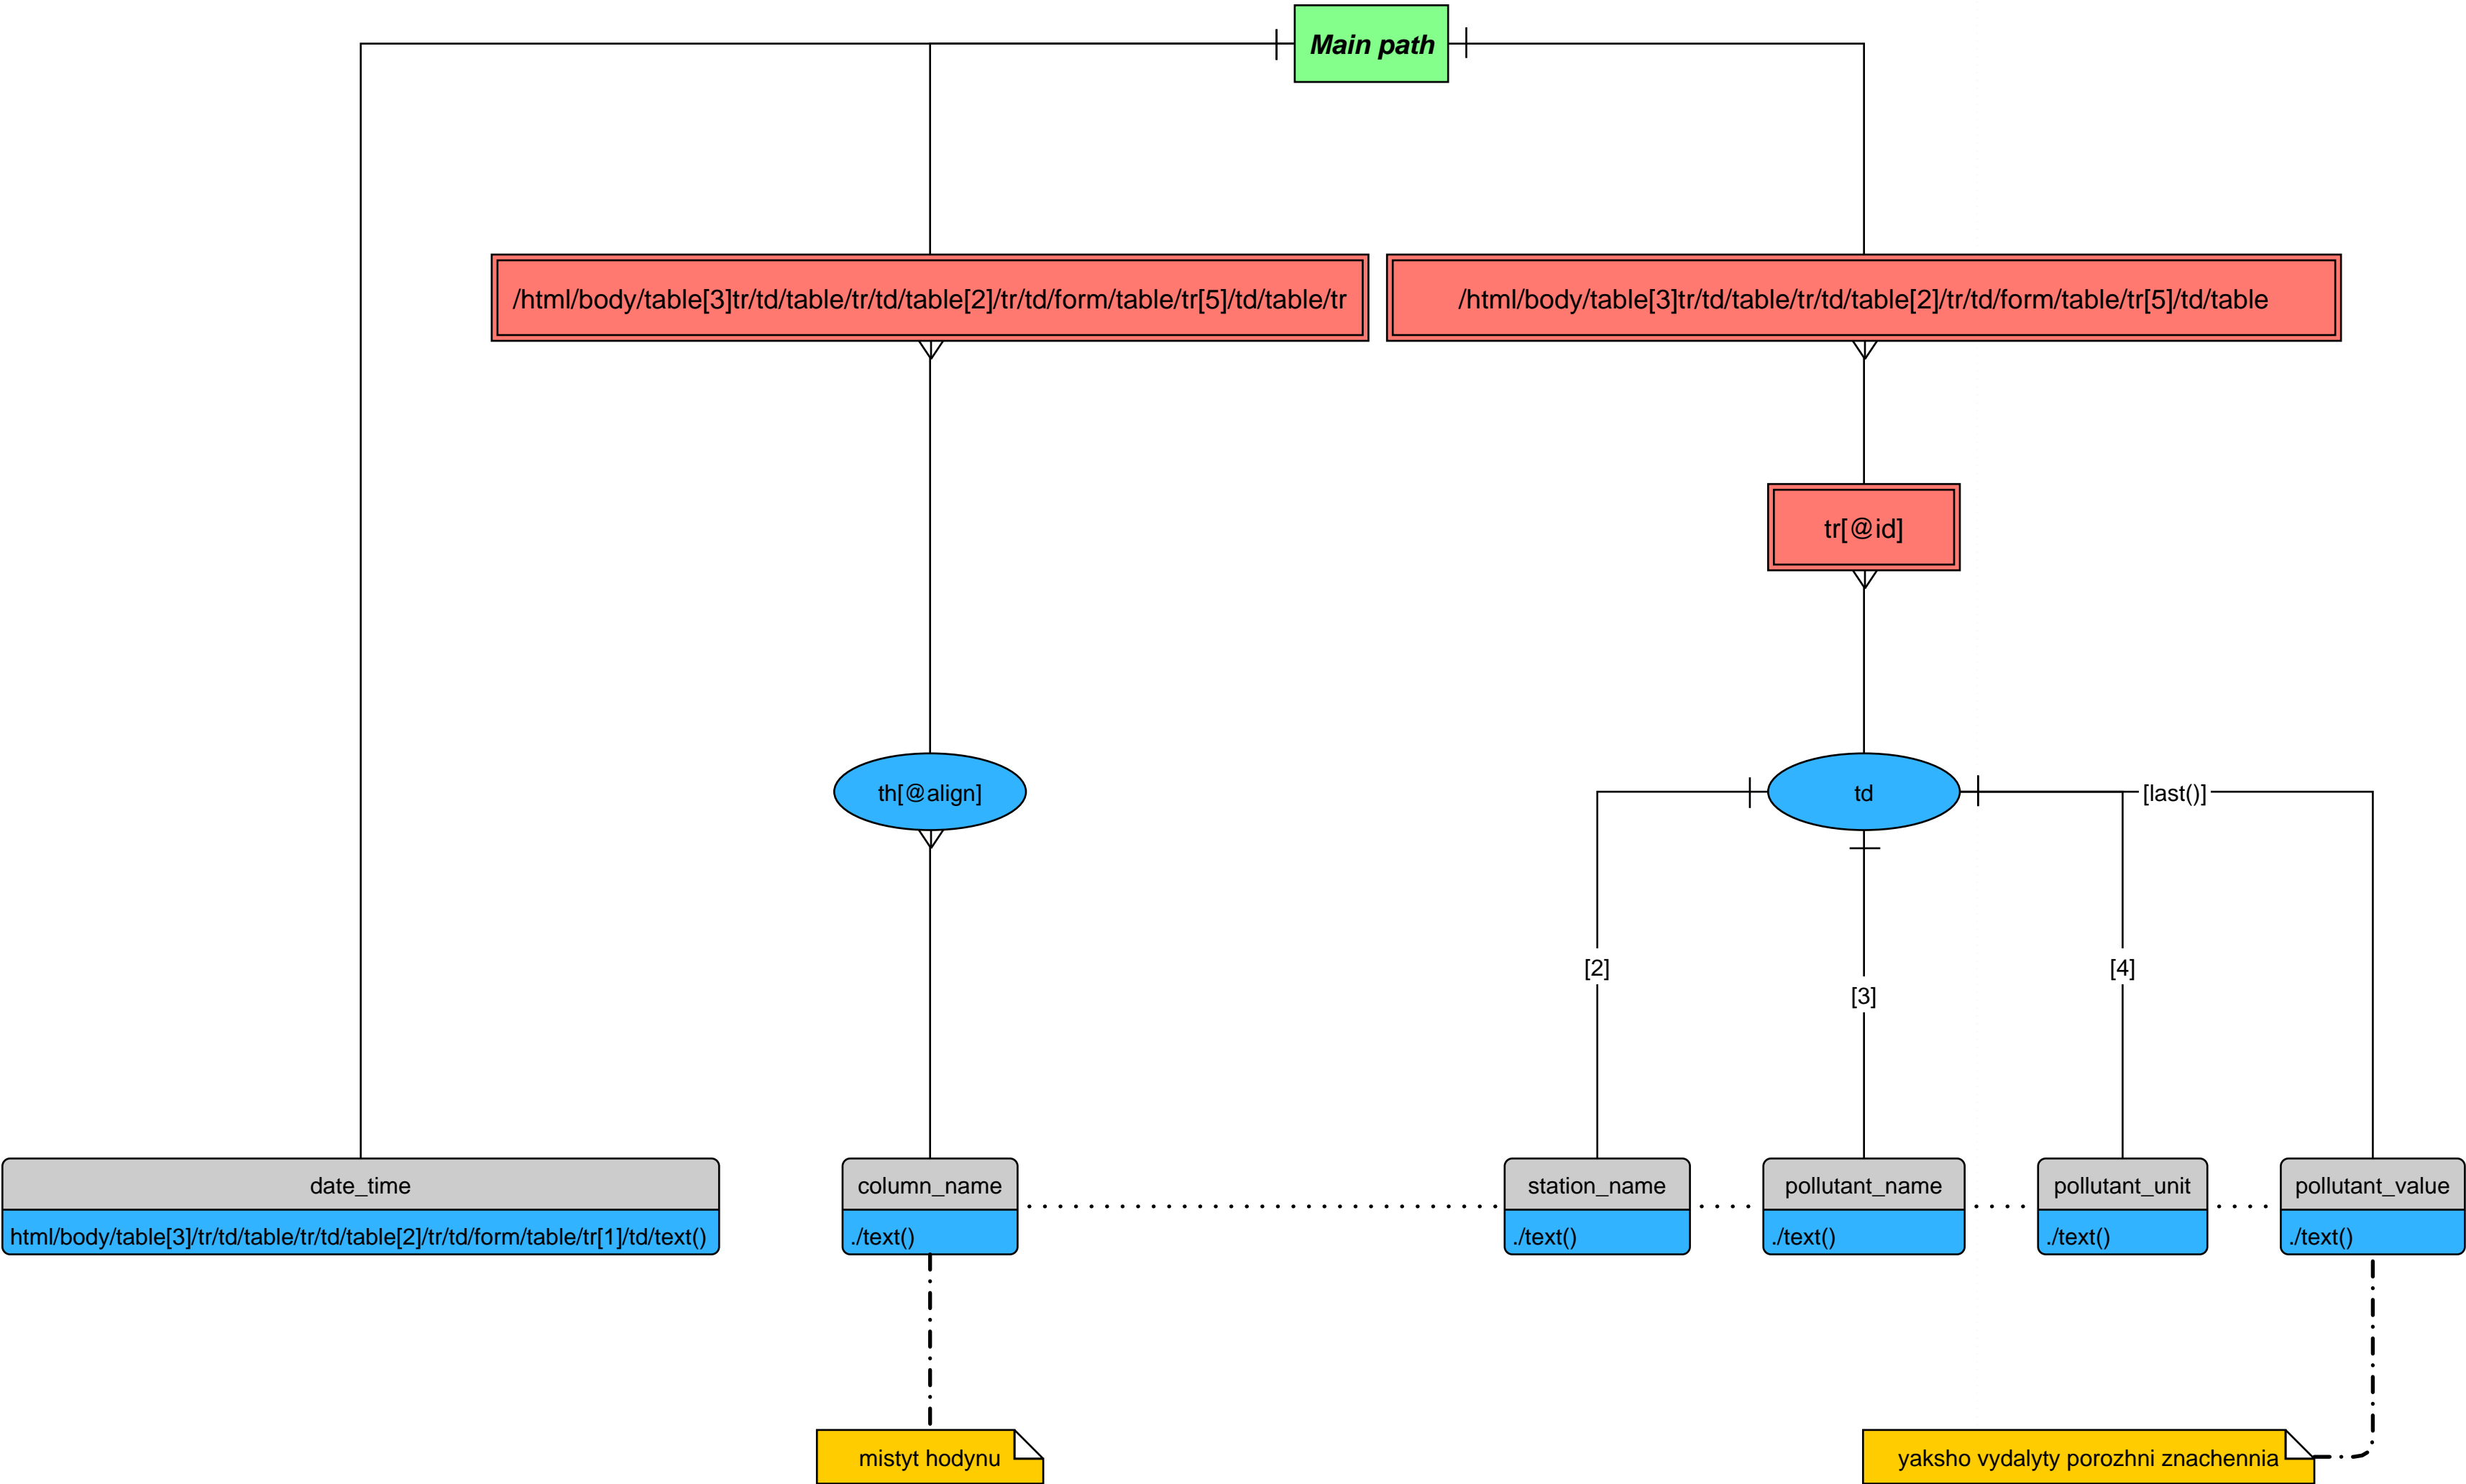 Main path
/html/body/table[3]tr/td/table/tr/td/table[2]/tr/td/form/table/tr[5]/td/table/tr
/html/body/table[3]tr/td/table/tr/td/table[2]/tr/td/form/table/tr[5]/td/table
tr[@id]
th[@align]
td
[last()]
[2]
[3]
[4]
date_time
html/body/table[3]/tr/td/table/tr/td/table[2]/tr/td/form/table/tr[1]/td/text()
column_name
./text()
station_name
./text()
pollutant_name
./text()
pollutant_unit
./text()
pollutant_value
./text()
mistyt hodynu
yaksho vydalyty porozhni znachennia